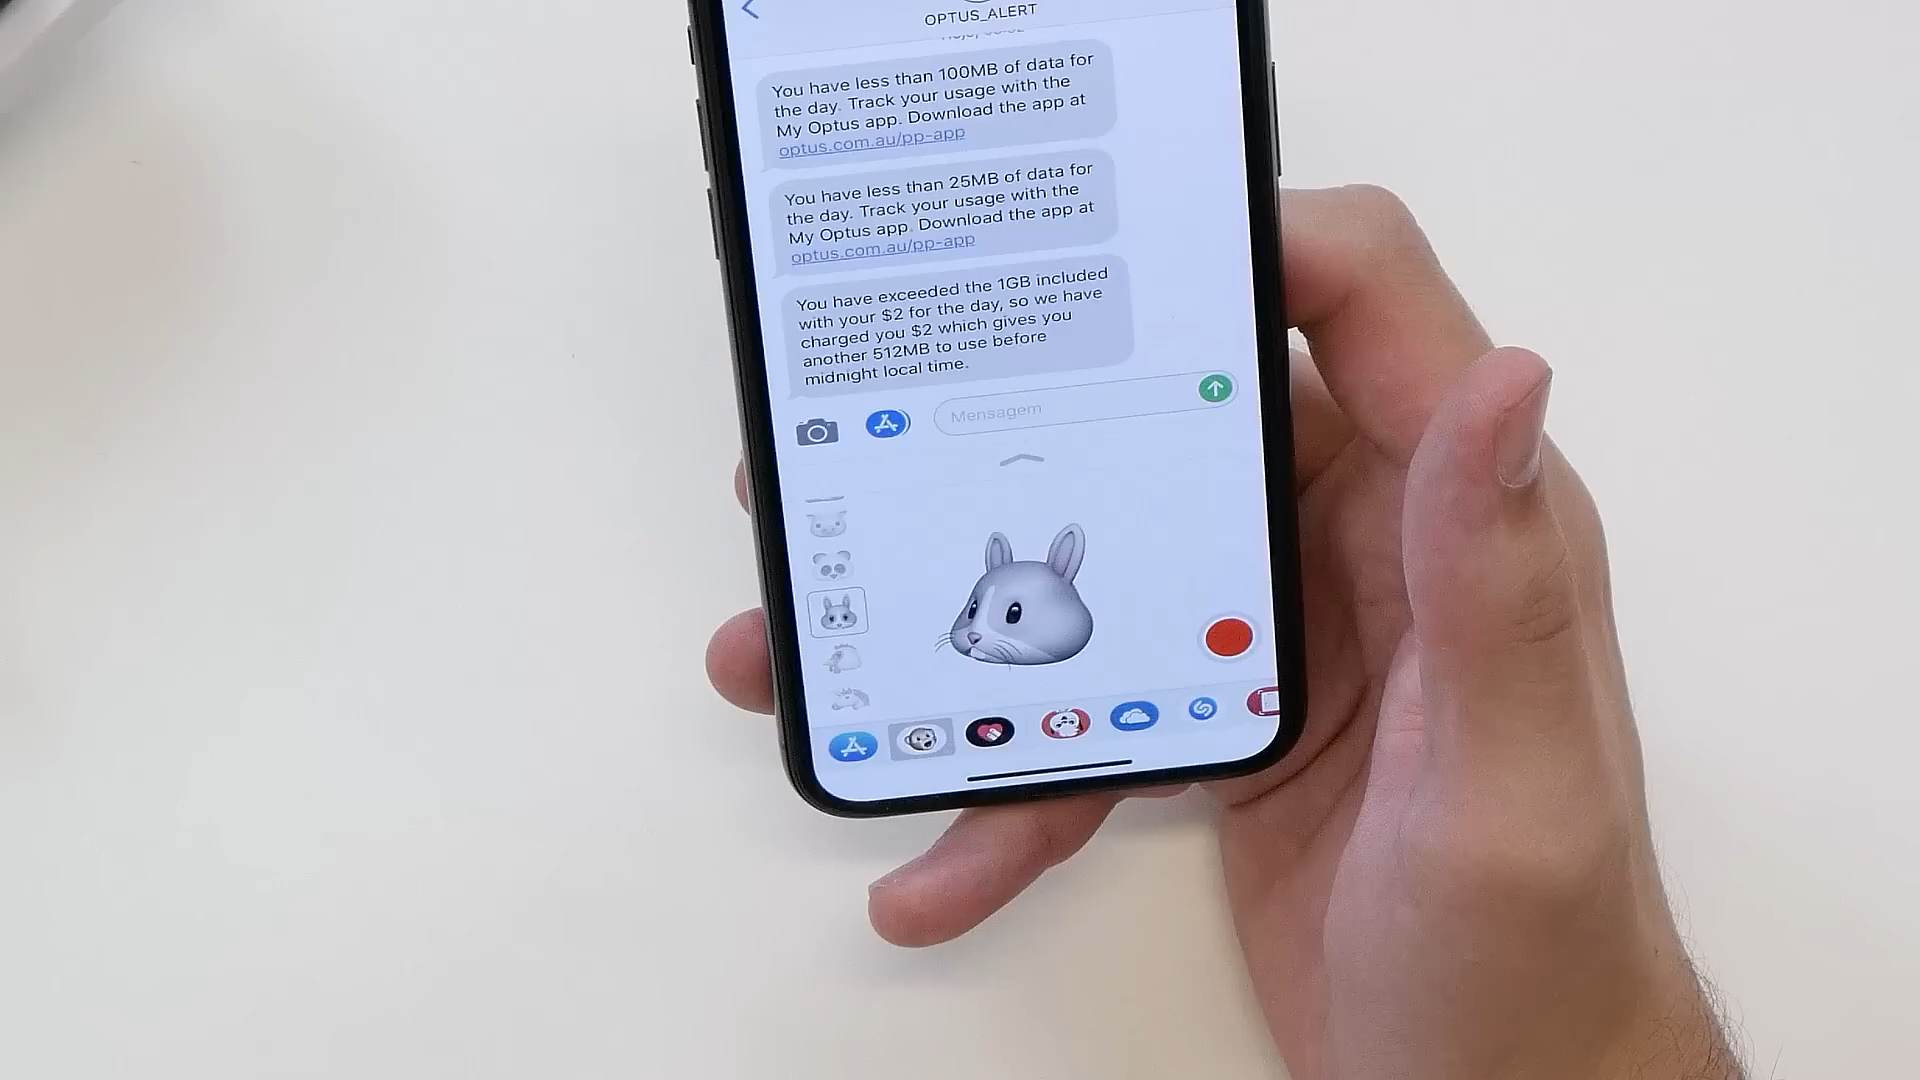 OPTUS_ALERT
You have less than 100MB of data for
the day. Track your usage with the
My Optus app. Download the app at
optus.com.au/pp-app
You have less than 25MB of data for
the day. Track your usage with the
My Optus app. Download the app at
optus.com.au/pp-app
You have exceeded the 1GB included
with your $2 for the day, so we have
charged you $2 which gives you
another 512MB to use before
midnight local time.
Mensagem